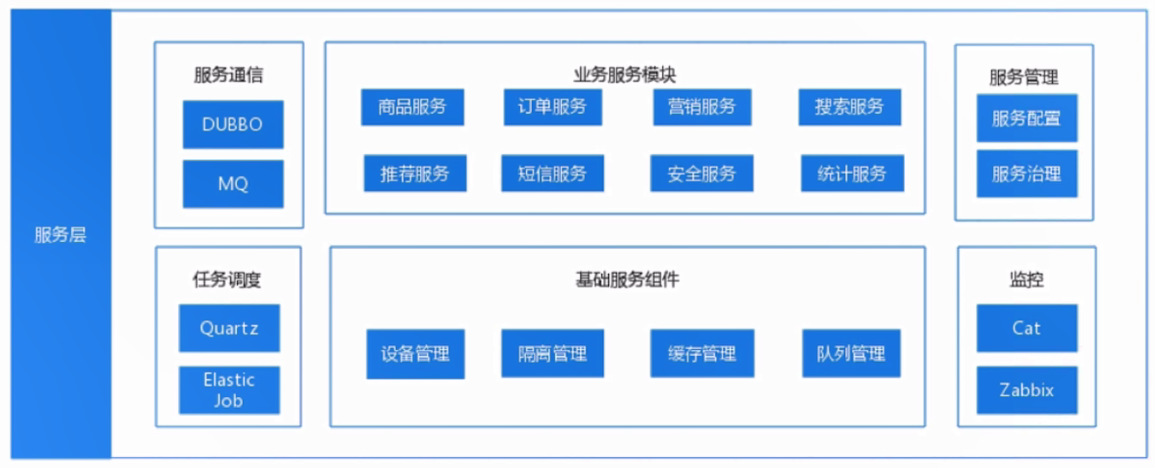 服务层
服务通信
DUBBO
MQ
业务服务模块
商品服务 订单服务 营销服务 搜索服务
推荐服务 短信服务 安全服务 统计服务
服务管理
服务配置
服务治理
任务调度
Quartz
Elastic
Job
基础服务组件
设备管理 隔离管理 缓存管理 队列管理
监控
Cat
Zabbix